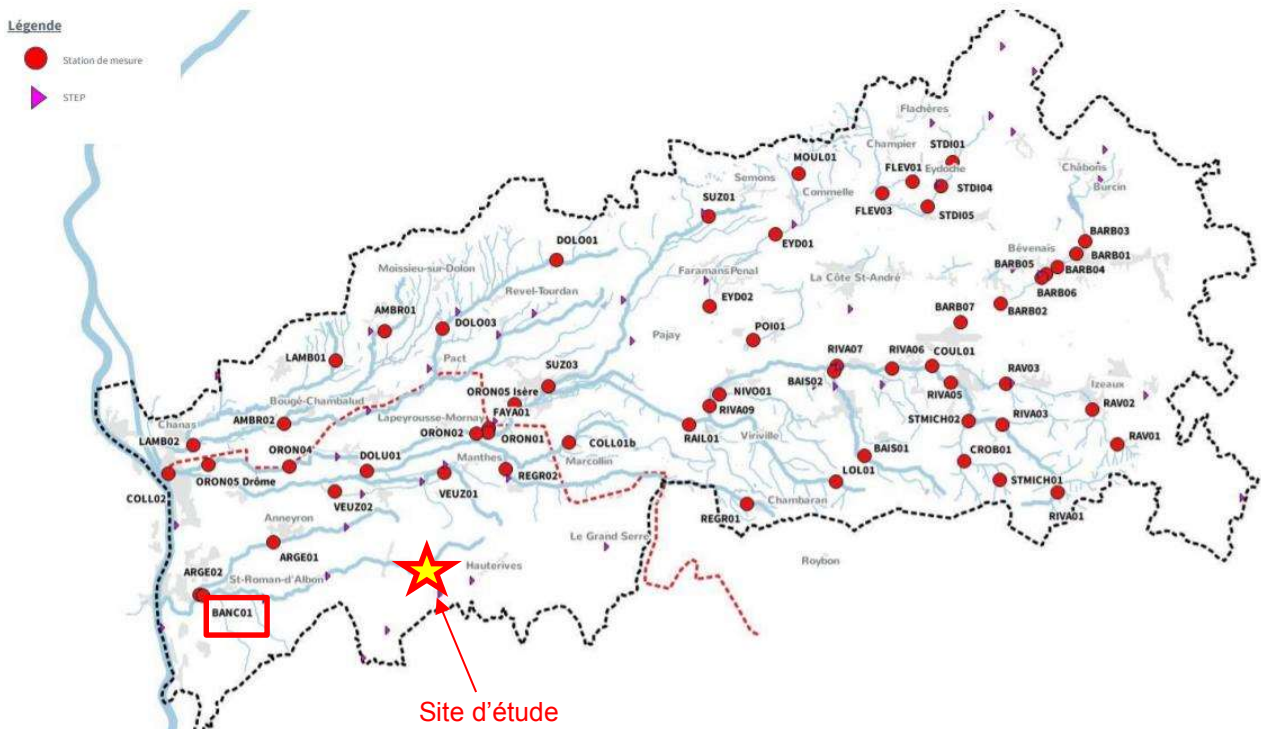 Légende
Station de mesure
STEP
Flachères
Champier
STDI01
MOUL01
FLEV01
Eydoche
Châbons
Semons
STDI04
Burcin
Commelle
FLEV03
SUZ01
STDI05
EYD01
BARB03
DOLO01
Bévenais
BARB01
BARB05
BARB04
Moissieu-sur-Dolon
Faramans
Penal
La Côte St-André
BARB06
Revel-Tourdan
EYD02
BARB07
BARB02
AMBR01
DOLO03
Pajay
POI01
LAMB01
Pact
SUZ03
RIVA07
RIVA06
COUL01
RAV03
BAIS02
Izeaux
ORON05 Isère
NIVO01
RIVA05
Bougé-Chambalud
RAV02
Lapeyrousse-Mornay
FAYA01
RIVA09
STMICH02
RIVA03
Chanas
AMBR02
ORON02
ORON01
RAIL01
Viriville
LAMB02
COLL01b
RAV01
ORON04
DOLU01
Manthes
Marcollin
BAIS01
CROB01
LOL01
ORON05 Drôme
REGR02
STMICH01
COLL02
VEUZ01
Chambaran
VEUZ02
REGR01
RIVA01
Anneyron
Le Grand Serre
ARGE01
Roybon
ARGE02
St-Roman-d'Albon
Hauterives
BANC01
Site d'étude